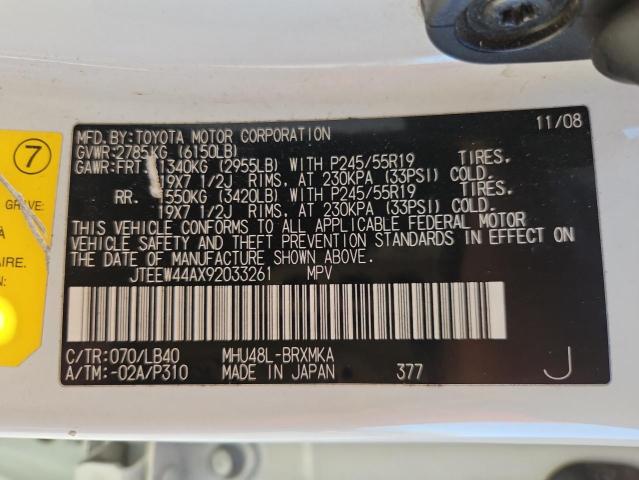 MFD. BY: TOYOTA MOTOR CORPORATION 11/08
GVWR: 2785KG (6150LB)
GAWR: FRT. 1340KG (2955LB) WITH P245/55R19
19X7 1/2J RIMS, AT 230KPA (33PSI) COLD.
RR. 1550KG (3420LB) WITH P245/55R19
19X7 1/2J RIMS, AT 230KPA (33PSI) COLD.
THIS VEHICLE CONFORMS TO ALL APPLICABLE FEDERAL MOTOR
VEHICLE SAFETY AND THEFT PREVENTION STANDARDS IN EFFECT ON
THE DATE OF MANUFACTURE SHOWN ABOVE.
JTEEW44AX92033261 MPV
C/TR: 070/LB40 MHU48L-BRXMKA
A/TM: -02A/P310 MADE IN JAPAN 377 J
7
GRAVE:
À
AIRE.